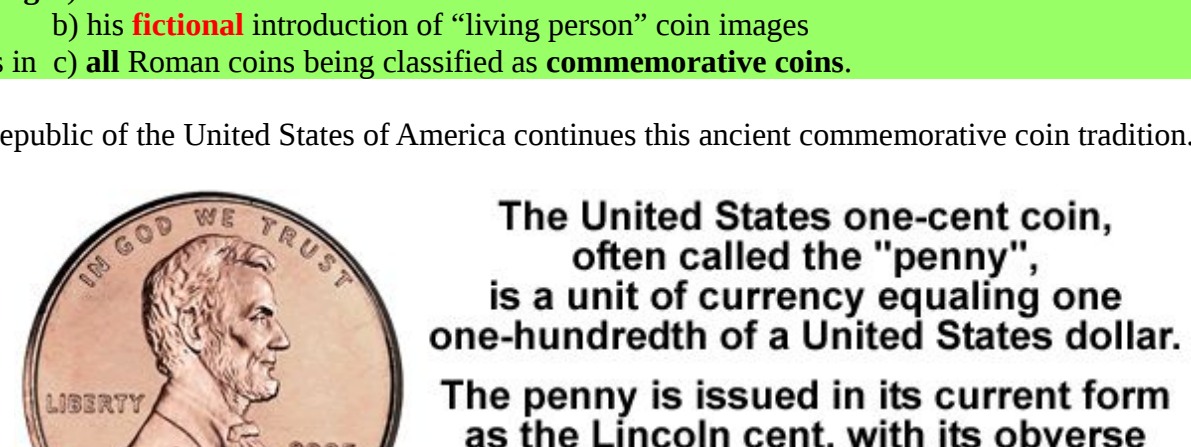 b) his fictional introduction of “living person” coin images
s in c) all Roman coins being classified as commemorative coins.
epublic of the United States of America continues this ancient commemorative coin tradition.
IN GOD WE TRUST
LIBERTY
The United States one-cent coin,
often called the "penny",
is a unit of currency equaling one
one-hundredth of a United States dollar.
The penny is issued in its current form
as the Lincoln cent, with its obverse